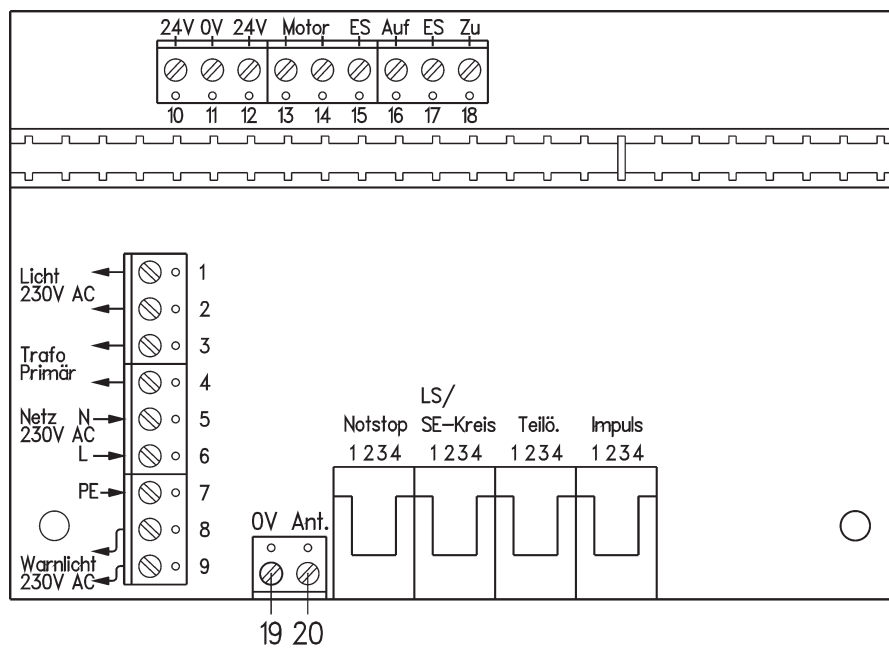 24V 0V 24V Motor ES Auf ES Zu
10 11 12 13 14 15 16 17 18
Licht
230V AC
1
2
3
Trafo
Primär
4
Netz N
230V AC
5
L
6
PE
7
8
Warnlicht
230V AC
9
0V Ant.
19 20
LS/
Notstop SE-Kreis Teilö. Impuls
1234 1234 1234 1234